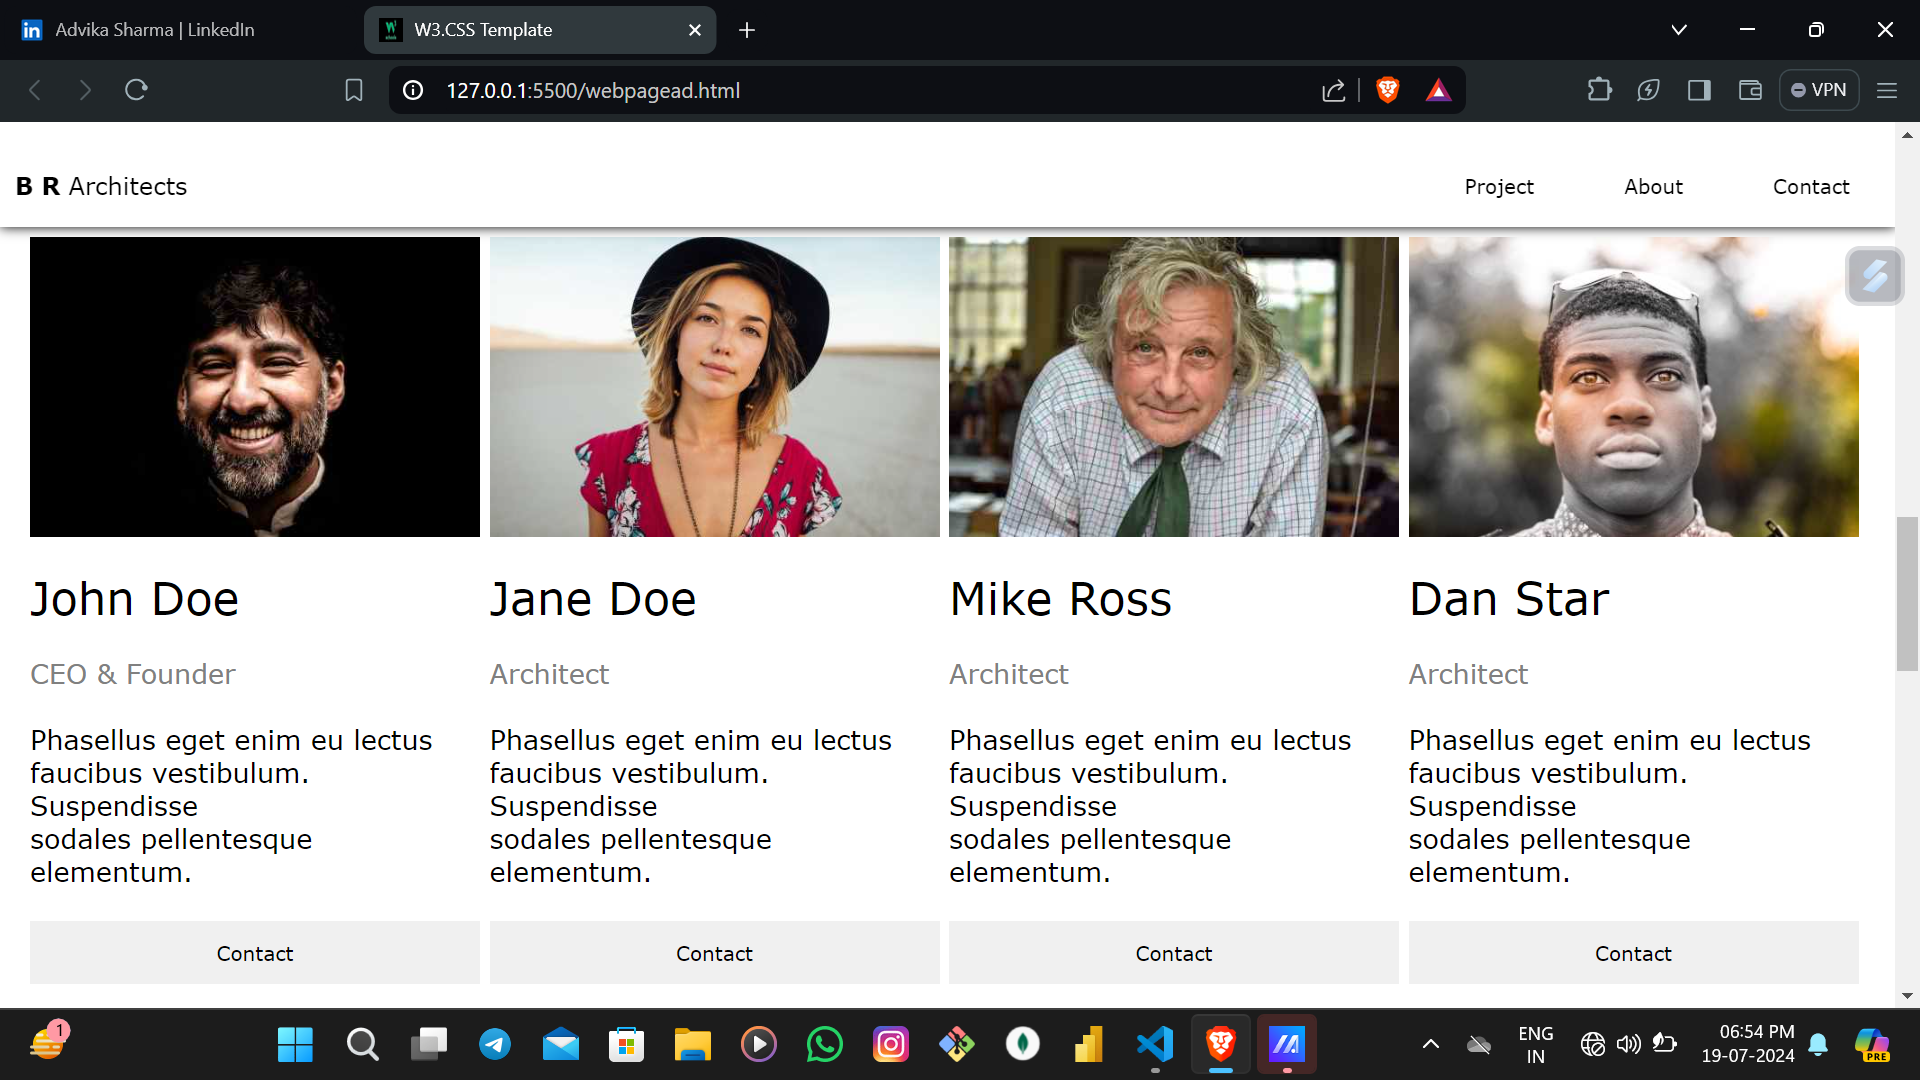 Advika Sharma | LinkedIn
W3.CSS Template
127.0.0.1:5500/webpagead.html
VPN
B R Architects
Project
About
Contact
John Doe
CEO & Founder
Phasellus eget enim eu lectus
faucibus vestibulum.
Suspendisse
sodales pellentesque
elementum.
Contact
Jane Doe
Architect
Phasellus eget enim eu lectus
faucibus vestibulum.
Suspendisse
sodales pellentesque
elementum.
Contact
Mike Ross
Architect
Phasellus eget enim eu lectus
faucibus vestibulum.
Suspendisse
sodales pellentesque
elementum.
Contact
Dan Star
Architect
Phasellus eget enim eu lectus
faucibus vestibulum.
Suspendisse
sodales pellentesque
elementum.
Contact
1
ENG
IN
06:54 PM
19-07-2024
PRE